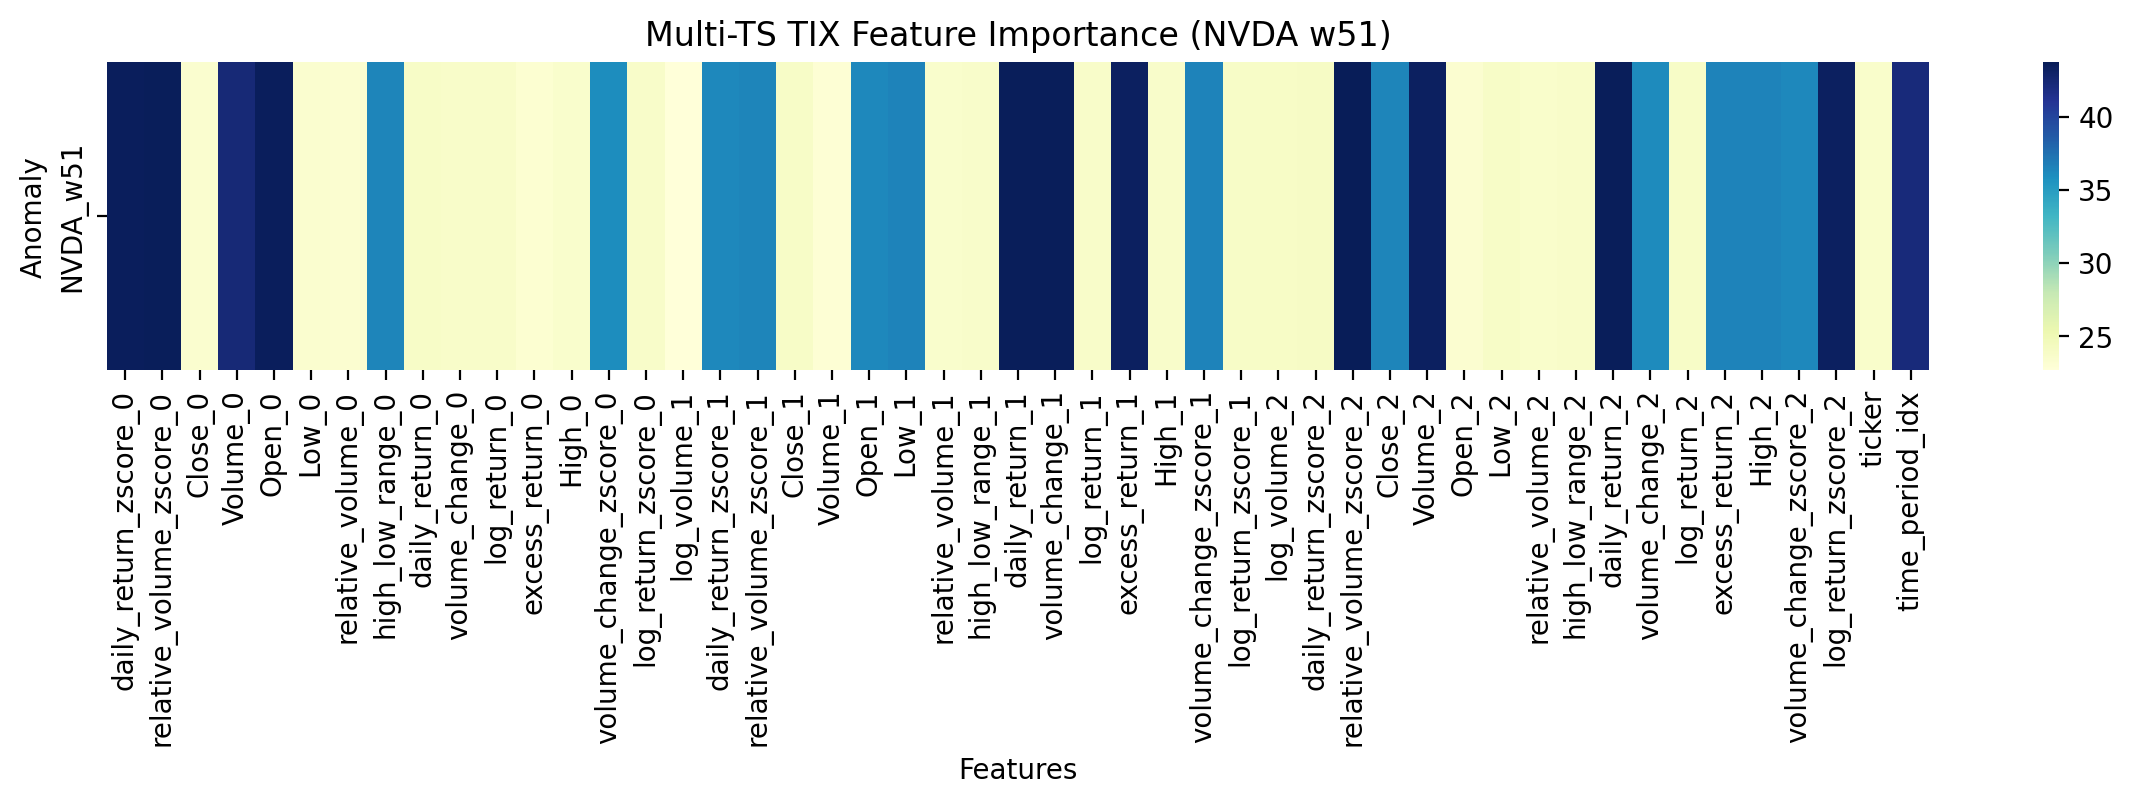 Multi-TS TIX Feature Importance (NVDA w51)
Anomaly
NVDA_w51
40
35
30
25
daily_return_zscore_0
relative_volume_zscore_0
Close_0
Volume_0
Open_0
Low_0
relative_volume_0
high_low_range_0
daily_return_0
volume_change_0
log_return_0
excess_return_0
High_0
volume_change_zscore_0
log_return_zscore_0
log_volume_1
daily_return_zscore_1
relative_volume_zscore_1
Close_1
Volume_1
Open_1
Low_1
relative_volume_1
high_low_range_1
daily_return_1
volume_change_1
log_return_1
excess_return_1
High_1
volume_change_zscore_1
log_return_zscore_1
log_volume_2
daily_return_zscore_2
relative_volume_zscore_2
Close_2
Volume_2
Open_2
Low_2
relative_volume_2
high_low_range_2
daily_return_2
volume_change_2
log_return_2
excess_return_2
High_2
volume_change_zscore_2
log_return_zscore_2
ticker
time_period_idx
Features